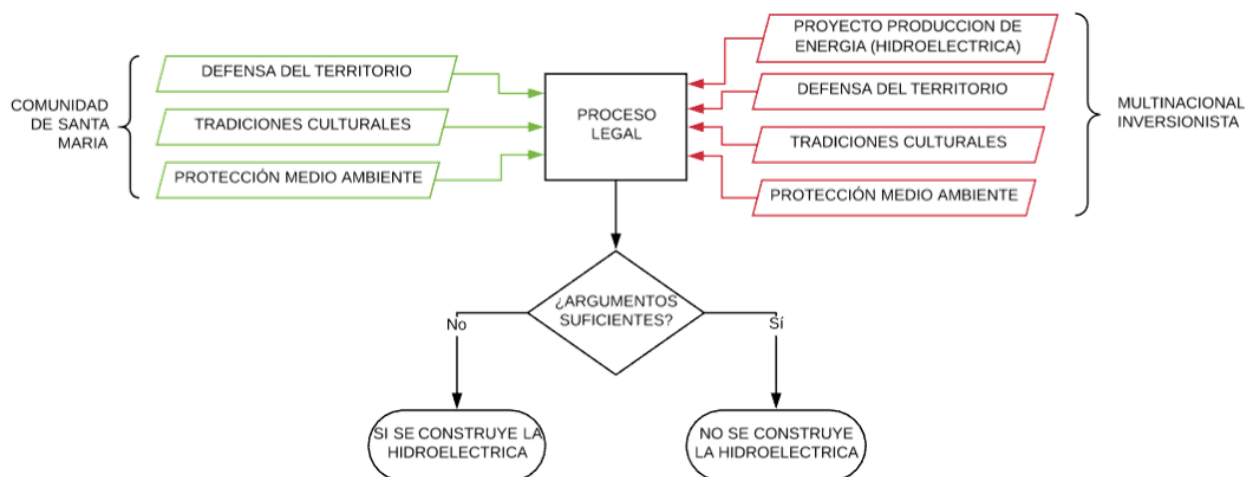 COMUNIDAD
DE SANTA
MARIA
DEFENSA DEL TERRITORIO
TRADICIONES CULTURALES
PROTECCIÓN MEDIO AMBIENTE
PROCESO
LEGAL
PROYECTO PRODUCCION DE
ENERGIA (HIDROELECTRICA)
DEFENSA DEL TERRITORIO
TRADICIONES CULTURALES
PROTECCIÓN MEDIO AMBIENTE
MULTINACIONAL
INVERSIONISTA
¿ARGUMENTOS
SUFICIENTES?
No
Sí
SI SE CONSTRUYE LA
HIDROELECTRICA
NO SE CONSTRUYE
LA HIDROELECTRICA